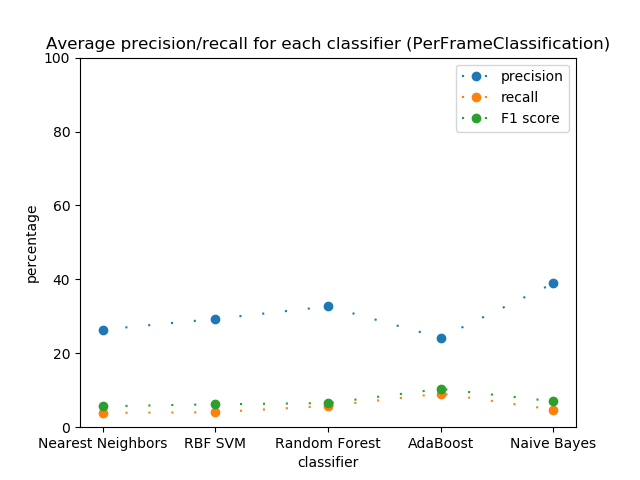 Average precision/recall for each classifier (PerFrameClassification)
precision
recall
F1 score
percentage
100
80
60
40
20
0
Nearest Neighbors RBF SVM Random Forest AdaBoost Naive Bayes
classifier